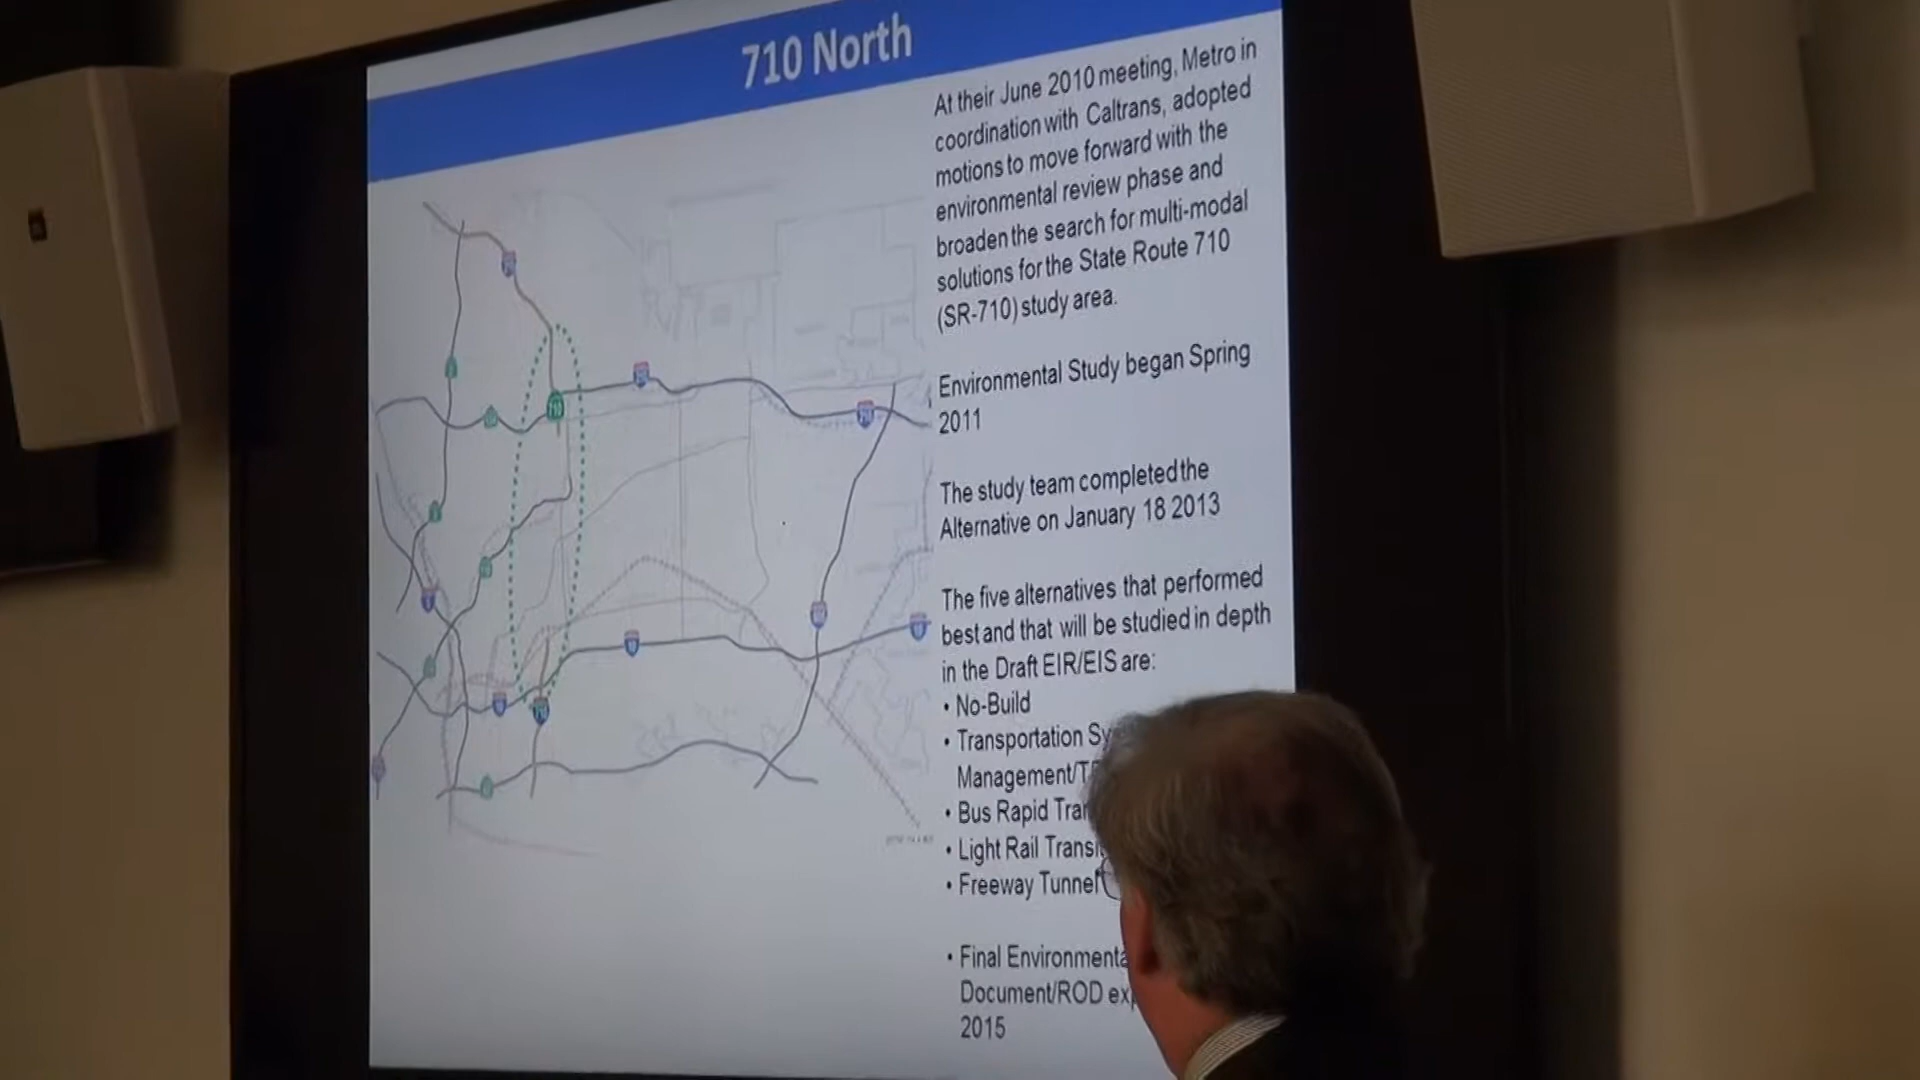 710 North
At their June 2010 meeting, Metro in
coordination with Caltrans, adopted
motions to move forward with the
environmental review phase and
broaden the search for multi-modal
solutions for the State Route 710
(SR-710) study area.
Environmental Study began Spring
2011
The study team completed the
Alternative on January 18 2013
The five alternatives that performed
best and that will be studied in depth
in the Draft EIR/EIS are:
• No-Build
• Transportation Sy
Management/T
• Bus Rapid Tran
• Light Rail Transi
• Freeway Tunnel
• Final Environmenta
Document/ROD exp
2015
710